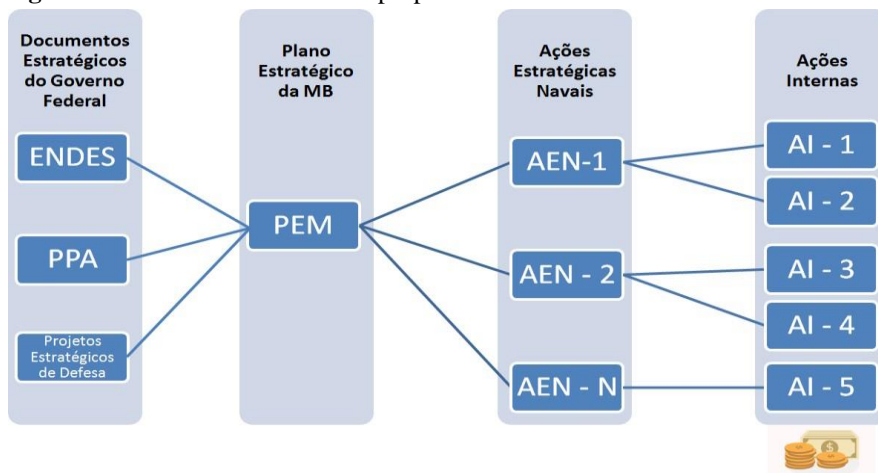 Documentos
Estratégicos
do Governo
Federal
ENDES
PPA
Projetos
Estratégicos
de Defesa
Plano
Estratégico
da MB
PEM
Ações
Estratégicas
Navais
AEN-1
AEN - 2
AEN - N
Ações
Internas
AI - 1
AI - 2
AI - 3
AI - 4
AI - 5